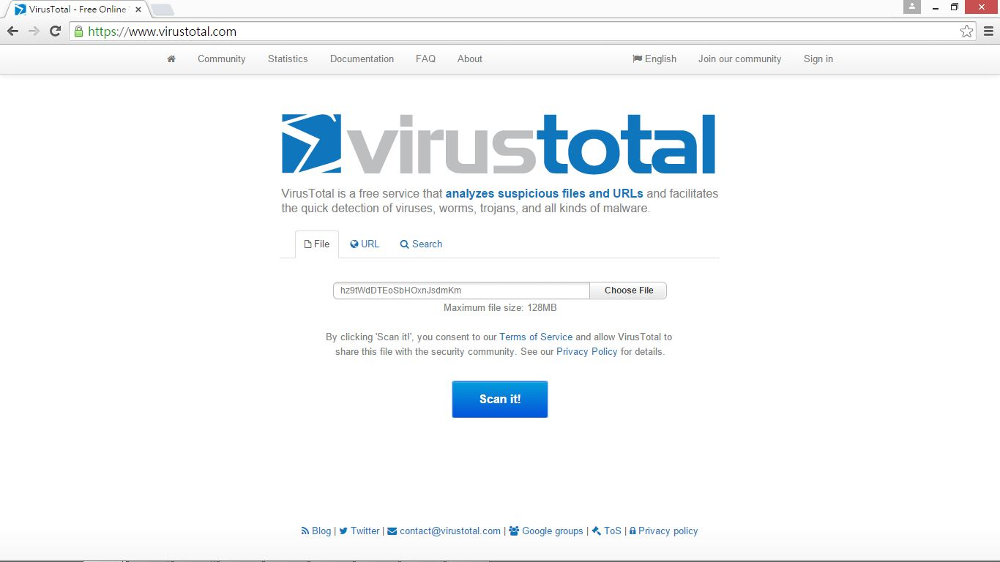 VirusTotal - Free Online
https://www.virustotal.com
Community Statistics Documentation FAQ About English Join our community Sign in
virustotal
VirusTotal is a free service that analyzes suspicious files and URLs and facilitates
the quick detection of viruses, worms, trojans, and all kinds of malware.
File URL Search
hz9tWdDTEoSbHOxnJsdmKm Choose File
Maximum file size: 128MB
By clicking 'Scan it!', you consent to our Terms of Service and allow VirusTotal to
share this file with the security community. See our Privacy Policy for details.
Scan it!
Blog | Twitter | contact@virustotal.com | Google groups | ToS | Privacy policy